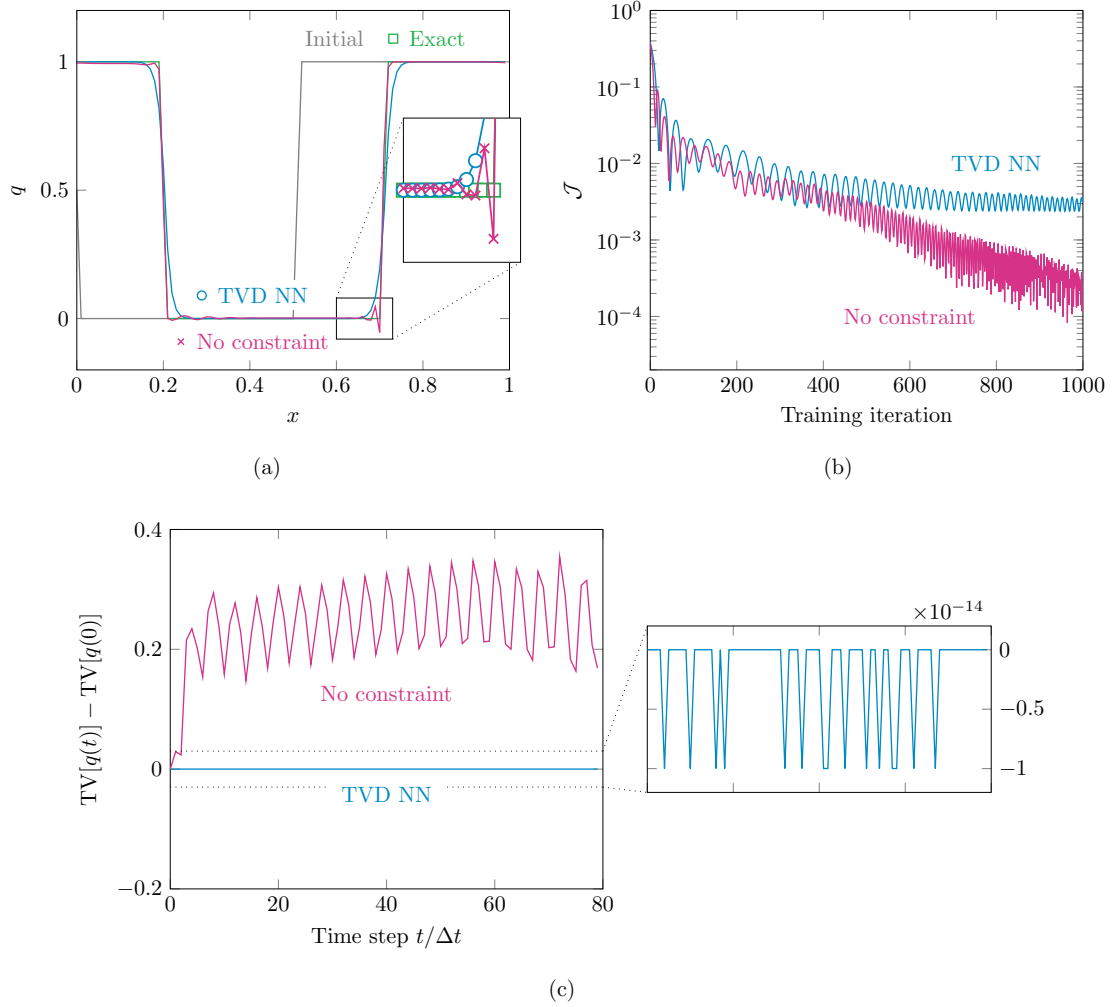 Initial
Exact
1
0.5
0
q
TVD NN
No constraint
0
0.2
0.4
0.6
0.8
1
x
(a)
10^0
10^−1
10^−2
10^−3
10^−4
𝒥
TVD NN
No constraint
0
200
400
600
800
1000
Training iteration
(b)
0.4
0.2
0
−0.2
TV[q(t)] − TV[q(0)]
No constraint
TVD NN
0
20
40
60
80
Time step t/Δt
×10^−14
0
−0.5
−1
(c)